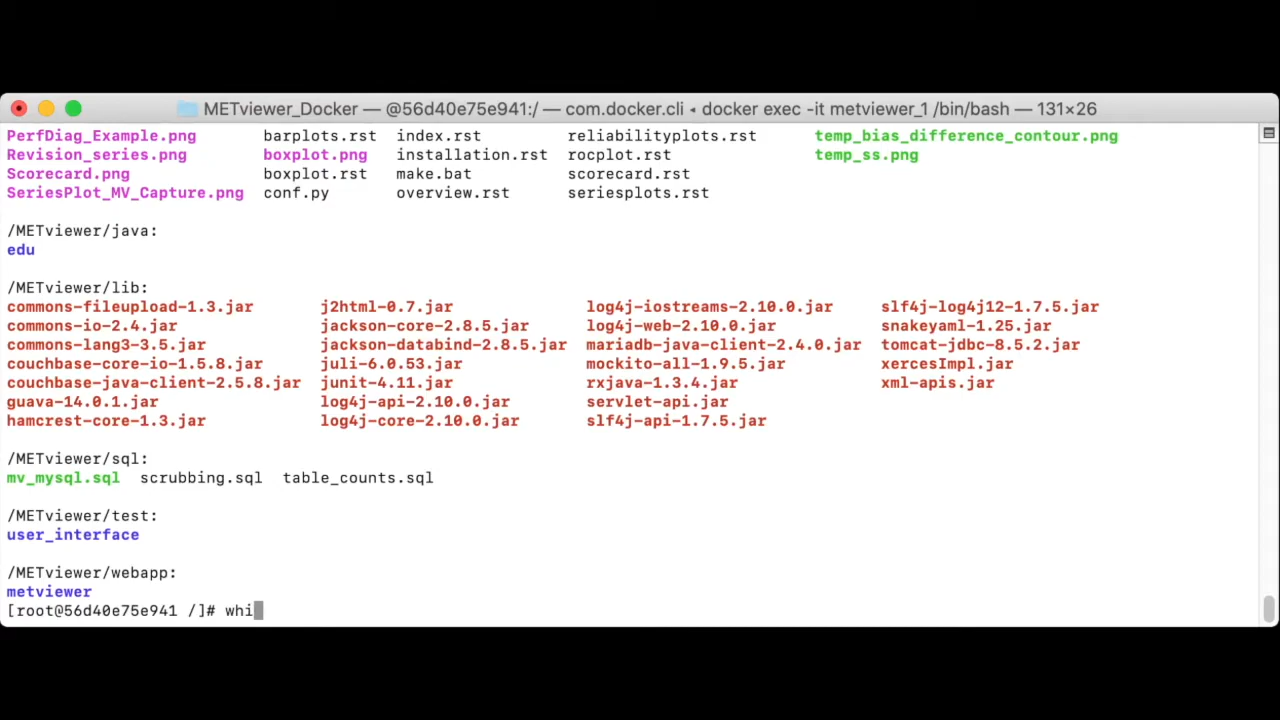 METviewer_Docker — @56d40e75e941:/ — com.docker.cli ◂ docker exec -it metviewer_1 /bin/bash — 131×26
PerfDiag_Example.png barplots.rst index.rst reliabilityplots.rst temp_bias_difference_contour.png
Revision_series.png boxplot.png installation.rst rocplot.rst temp_ss.png
Scorecard.png boxplot.rst make.bat scorecard.rst
SeriesPlot_MV_Capture.png conf.py overview.rst seriesplots.rst
/METviewer/java:
edu
/METviewer/lib:
commons-fileupload-1.3.jar j2html-0.7.jar log4j-iostreams-2.10.0.jar slf4j-log4j12-1.7.5.jar
commons-io-2.4.jar jackson-core-2.8.5.jar log4j-web-2.10.0.jar snakeyaml-1.25.jar
commons-lang3-3.5.jar jackson-databind-2.8.5.jar mariadb-java-client-2.4.0.jar tomcat-jdbc-8.5.2.jar
couchbase-core-io-1.5.8.jar juli-6.0.53.jar mockito-all-1.9.5.jar xercesImpl.jar
couchbase-java-client-2.5.8.jar junit-4.11.jar rxjava-1.3.4.jar xml-apis.jar
guava-14.0.1.jar log4j-api-2.10.0.jar servlet-api.jar
hamcrest-core-1.3.jar log4j-core-2.10.0.jar slf4j-api-1.7.5.jar
/METviewer/sql:
mv_mysql.sql scrubbing.sql table_counts.sql
/METviewer/test:
user_interface
/METviewer/webapp:
metviewer
[root@56d40e75e941 /]# whi